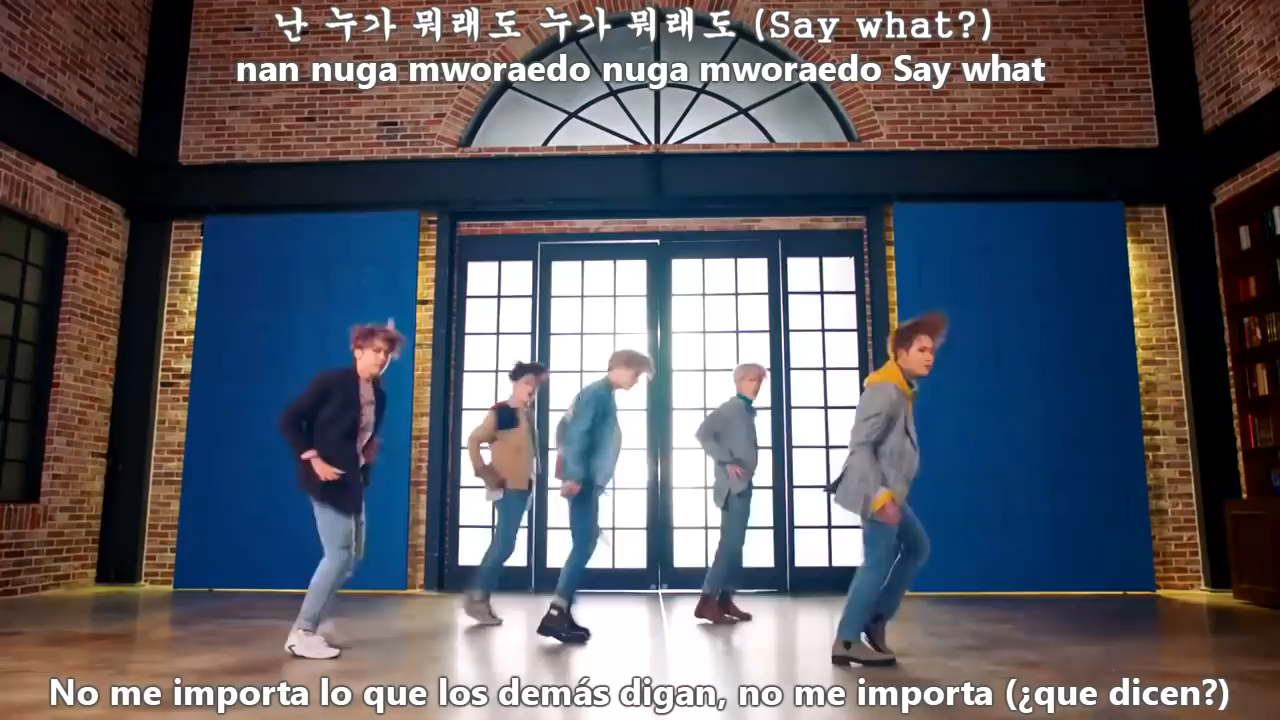 난 누가 뭐래도 누가 뭐래도 (Say what?)
nan nuga mworaedo nuga mworaedo Say what
No me importa lo que los demás digan, no me importa (¿que dicen?)